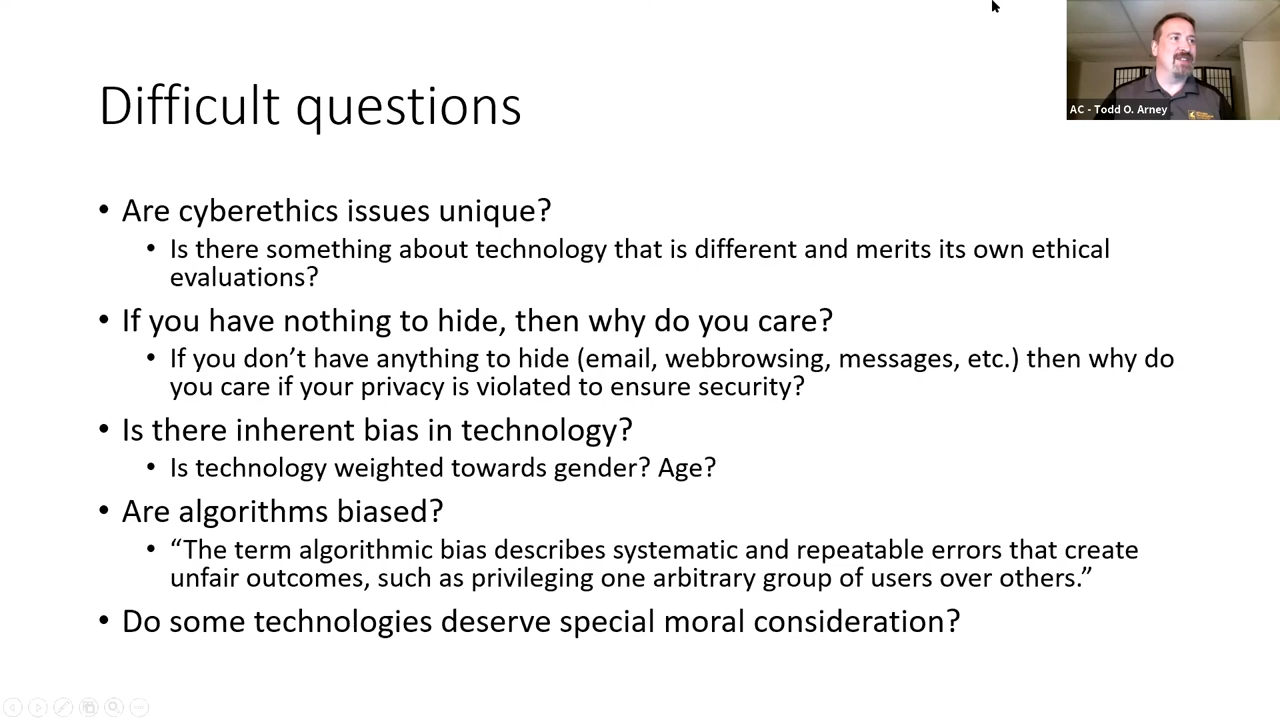 AC - Todd O. Arney
Difficult questions
• Are cyberethics issues unique?
• Is there something about technology that is different and merits its own ethical
evaluations?
• If you have nothing to hide, then why do you care?
• If you don’t have anything to hide (email, webbrowsing, messages, etc.) then why do
you care if your privacy is violated to ensure security?
• Is there inherent bias in technology?
• Is technology weighted towards gender? Age?
• Are algorithms biased?
• “The term algorithmic bias describes systematic and repeatable errors that create
unfair outcomes, such as privileging one arbitrary group of users over others.”
• Do some technologies deserve special moral consideration?